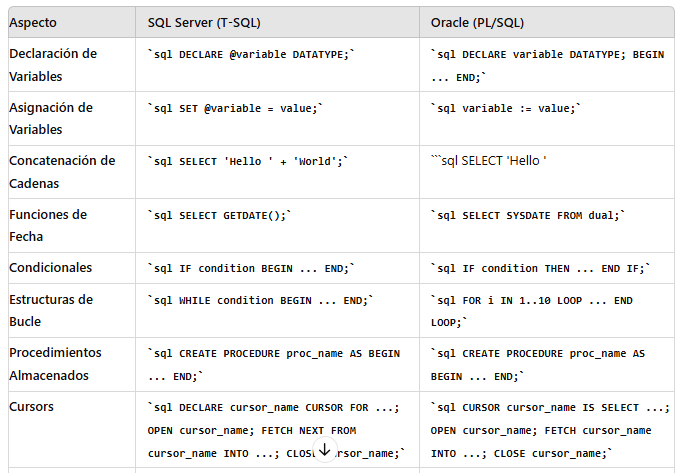 Aspecto SQL Server (T-SQL) Oracle (PL/SQL)
Declaración de Variables `sql DECLARE @variable DATATYPE;` `sql DECLARE variable DATATYPE; BEGIN ... END;`
Asignación de Variables `sql SET @variable = value;` `sql variable := value;`
Concatenación de Cadenas `sql SELECT 'Hello ' + 'World';` ```sql SELECT 'Hello '
Funciones de Fecha `sql SELECT GETDATE();` `sql SELECT SYSDATE FROM dual;`
Condicionales `sql IF condition BEGIN ... END;` `sql IF condition THEN ... END IF;`
Estructuras de Bucle `sql WHILE condition BEGIN ... END;` `sql FOR i IN 1..10 LOOP ... END LOOP;`
Procedimientos Almacenados `sql CREATE PROCEDURE proc_name AS BEGIN ... END;` `sql CREATE PROCEDURE proc_name AS BEGIN ... END;`
Cursors `sql DECLARE cursor_name CURSOR FOR ...; OPEN cursor_name; FETCH NEXT FROM cursor_name INTO ...; `sql CURSOR cursor_name IS SELECT ...; OPEN cursor_name; FETCH cursor_name INTO ...; CLOSE cursor_name;`